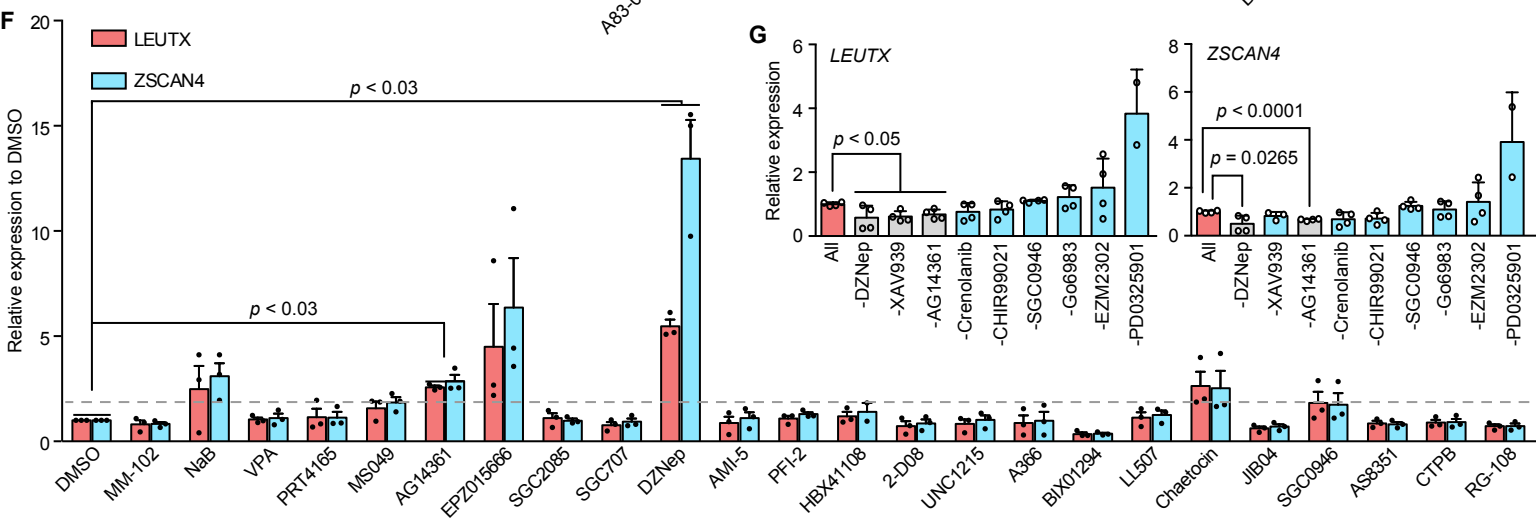 F
A83-0
20
15
10
5
0
Relative expression to DMSO
LEUTX
ZSCAN4
p < 0.03
p < 0.03
DMSO
MM-102
NaB
VPA
PRT4165
MS049
AG14361
EPZ015666
SGC2085
SGC707
DZNep
AMI-5
PFI-2
HBX41108
2-D08
UNC1215
A366
BIX01294
LL507
Chaetocin
JIB04
SGC0946
AS8351
CTPB
RG-108
G
LEUTX
Relative expression
6
4
2
0
p < 0.05
All
-DZNep
-XAV939
-AG14361
-Crenolanib
-CHIR99021
-SGC0946
-Go6983
-EZM2302
-PD0325901
ZSCAN4
8
6
4
2
0
p < 0.0001
p = 0.0265
All
-DZNep
-XAV939
-AG14361
-Crenolanib
-CHIR99021
-SGC0946
-Go6983
-EZM2302
-PD0325901